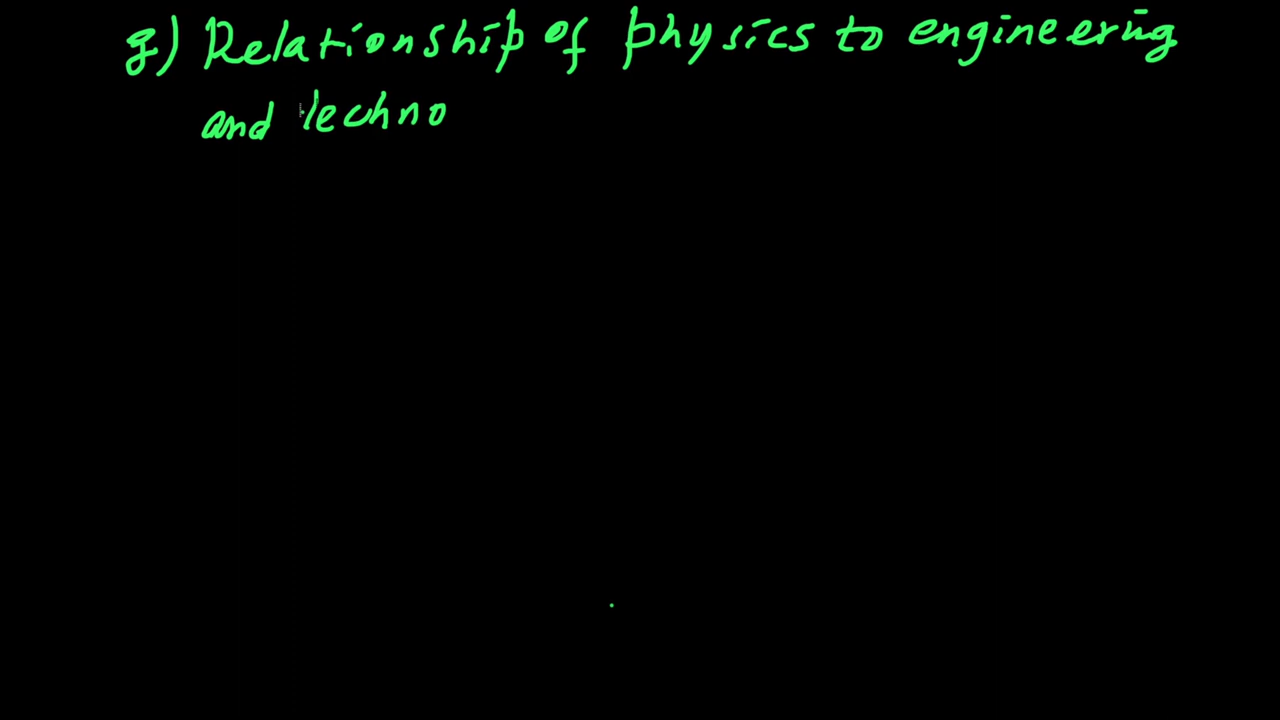 g) Relationship of physics to engineering
and techno